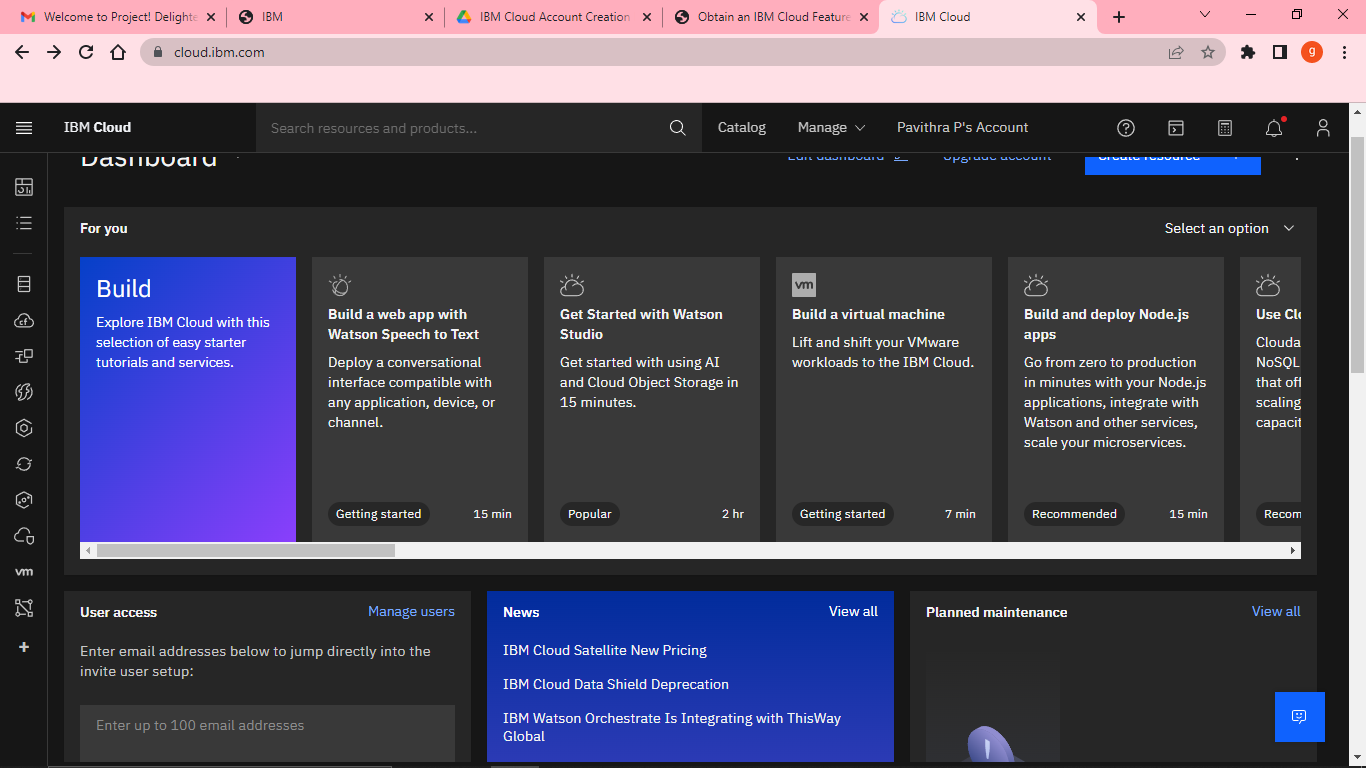 Welcome to Project! Delighte
IBM
IBM Cloud Account Creation
Obtain an IBM Cloud Feature
IBM Cloud
cloud.ibm.com
g
IBM Cloud
Search resources and products...
Catalog
Manage
Pavithra P's Account
Dashboard
Edit dashboard
Upgrade account
Create resource
For you
Select an option
Build
Explore IBM Cloud with this
selection of easy starter
tutorials and services.
Build a web app with
Watson Speech to Text
Deploy a conversational
interface compatible with
any application, device, or
channel.
Getting started
15 min
Get Started with Watson
Studio
Get started with using AI
and Cloud Object Storage in
15 minutes.
Popular
2 hr
vm
Build a virtual machine
Lift and shift your VMware
workloads to the IBM Cloud.
Getting started
7 min
Build and deploy Node.js
apps
Go from zero to production
in minutes with your Node.js
applications, integrate with
Watson and other services,
scale your microservices.
Recommended
15 min
Use Clo
Clouda
NoSQL
that off
scaling
capacit
Recom
cf
vm
User access
Manage users
Enter email addresses below to jump directly into the
invite user setup:
Enter up to 100 email addresses
News
View all
IBM Cloud Satellite New Pricing
IBM Cloud Data Shield Deprecation
IBM Watson Orchestrate Is Integrating with ThisWay
Global
Planned maintenance
View all